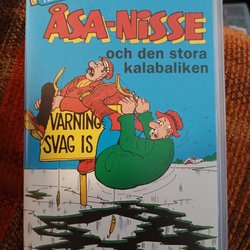 ÅSA-NISSE
och den stora
kalabaliken
VARNING
SVAG IS